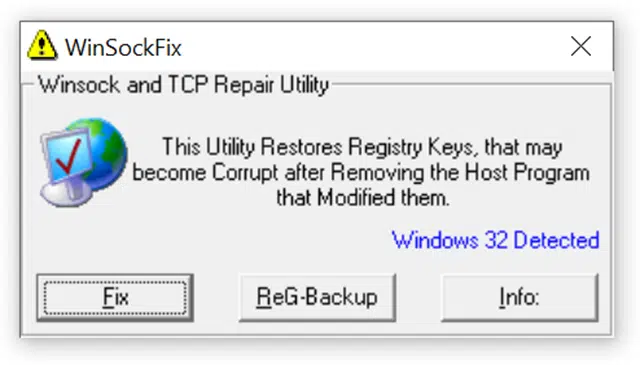 WinSockFix
Winsock and TCP Repair Utility
This Utility Restores Registry Keys, that may
become Corrupt after Removing the Host Program
that Modified them.
Windows 32 Detected
Fix
ReG-Backup
Info: